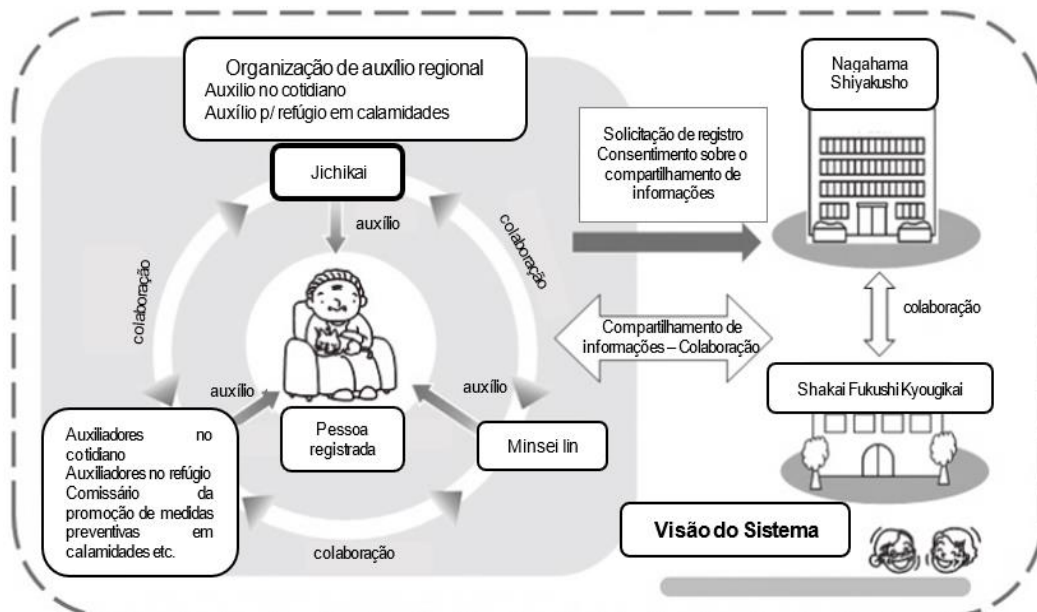 Organização de auxílio regional
Auxilio no cotidiano
Auxílio p/ refúgio em calamidades
Jichikai
auxílio
colaboração
colaboração
auxílio
auxílio
Pessoa
registrada
Minsei Iin
Auxiliadores no
cotidiano
Auxiliadores no refúgio
Comissário da
promoção de medidas
preventivas em
calamidades etc.
colaboração
Solicitação de registro
Consentimento sobre o
compartilhamento de
informações
Compartilhamento de
informações – Colaboração
Nagahama
Shiyakusho
colaboração
Shakai Fukushi Kyougikai
Visão do Sistema